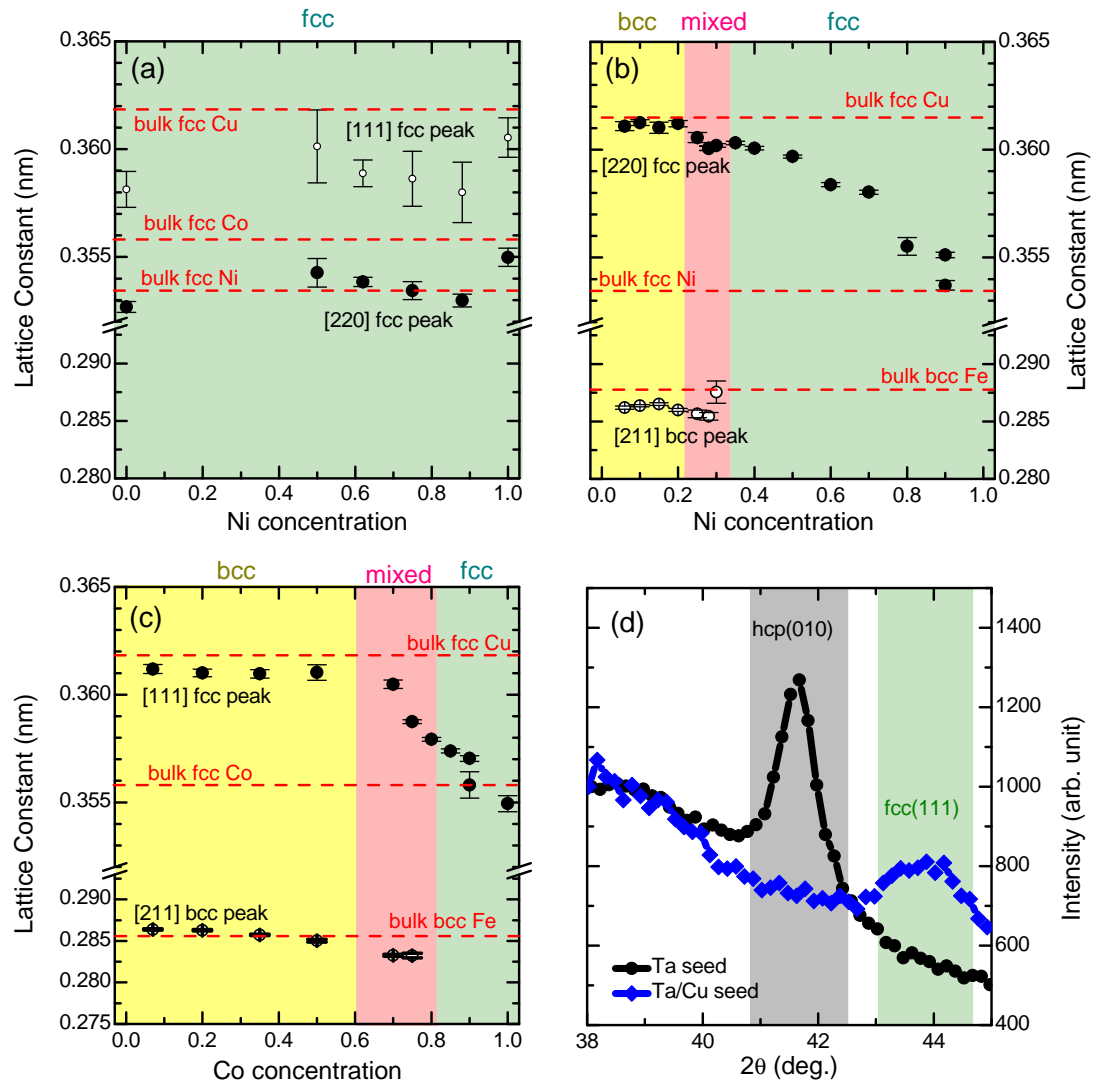 fcc
(a)
0.365
0.360
0.355
0.290
0.285
0.280
Lattice Constant (nm)
bulk fcc Cu
[111] fcc peak
bulk fcc Co
bulk fcc Ni
[220] fcc peak
0.0 0.2 0.4 0.6 0.8 1.0
Ni concentration
bcc mixed fcc
(b)
0.365
0.360
0.355
0.290
0.285
0.280
Lattice Constant (nm)
bulk fcc Cu
[220] fcc peak
bulk fcc Ni
bulk bcc Fe
[211] bcc peak
0.0 0.2 0.4 0.6 0.8 1.0
Ni concentration
bcc mixed fcc
(c)
0.365
0.360
0.355
0.290
0.285
0.280
0.275
Lattice Constant (nm)
bulk fcc Cu
[111] fcc peak
bulk fcc Co
[211] bcc peak
bulk bcc Fe
0.0 0.2 0.4 0.6 0.8 1.0
Co concentration
(d)
hcp(010)
fcc(111)
Ta seed
Ta/Cu seed
1400
1200
1000
800
600
400
Intensity (arb. unit)
38 40 42 44
2θ (deg.)